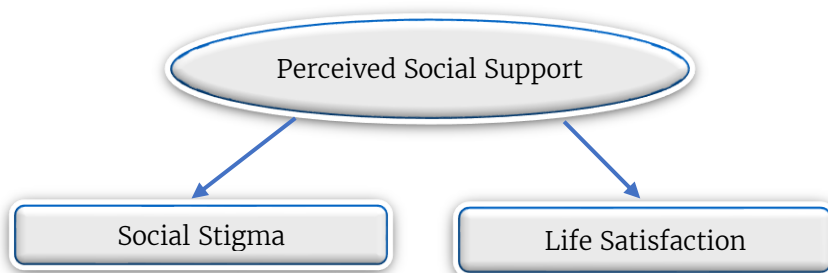 Perceived Social Support
Social Stigma
Life Satisfaction